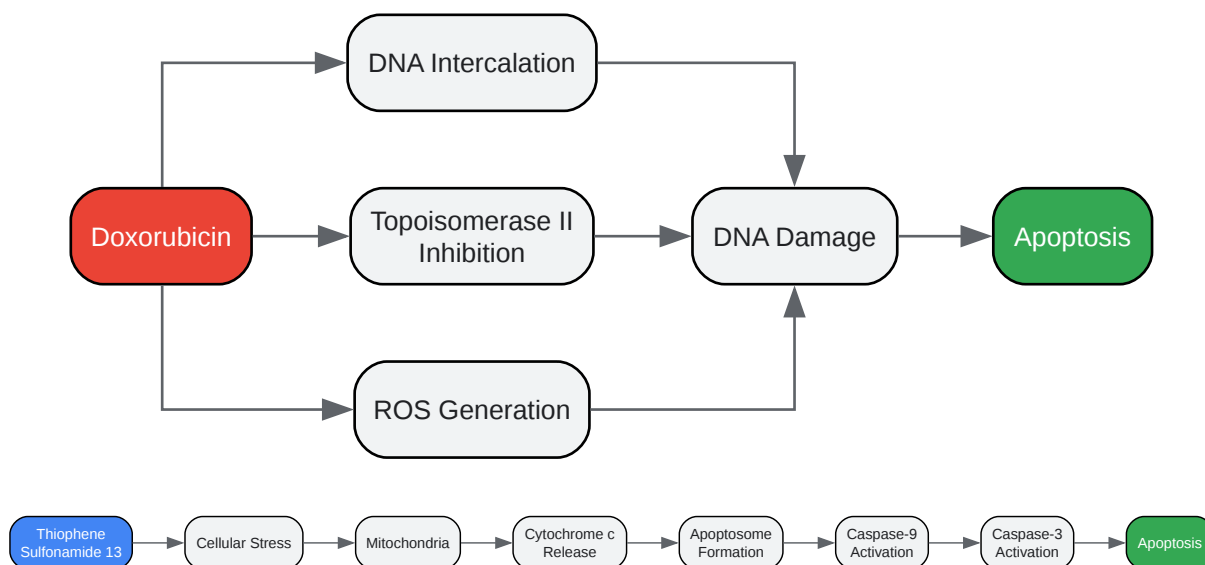 DNA Intercalation
Doxorubicin
Topoisomerase II
Inhibition
DNA Damage
Apoptosis
ROS Generation
Thiophene
Sulfonamide 13
Cellular Stress
Mitochondria
Cytochrome c
Release
Apoptosome
Formation
Caspase-9
Activation
Caspase-3
Activation
Apoptosis